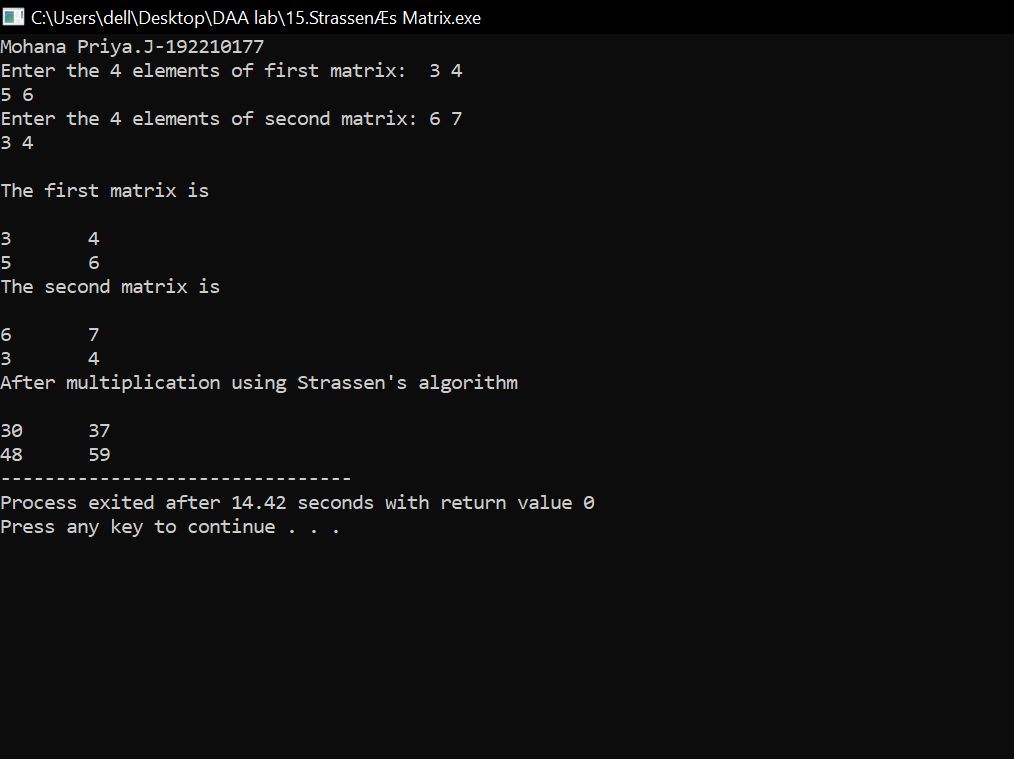 C:\Users\dell\Desktop\DAA lab\15.StrassenÆs Matrix.exe
Mohana Priya.J-192210177
Enter the 4 elements of first matrix:  3 4
5 6
Enter the 4 elements of second matrix: 6 7
3 4
The first matrix is
3       4
5       6
The second matrix is
6       7
3       4
After multiplication using Strassen's algorithm
30      37
48      59
--------------------------------
Process exited after 14.42 seconds with return value 0
Press any key to continue . . .